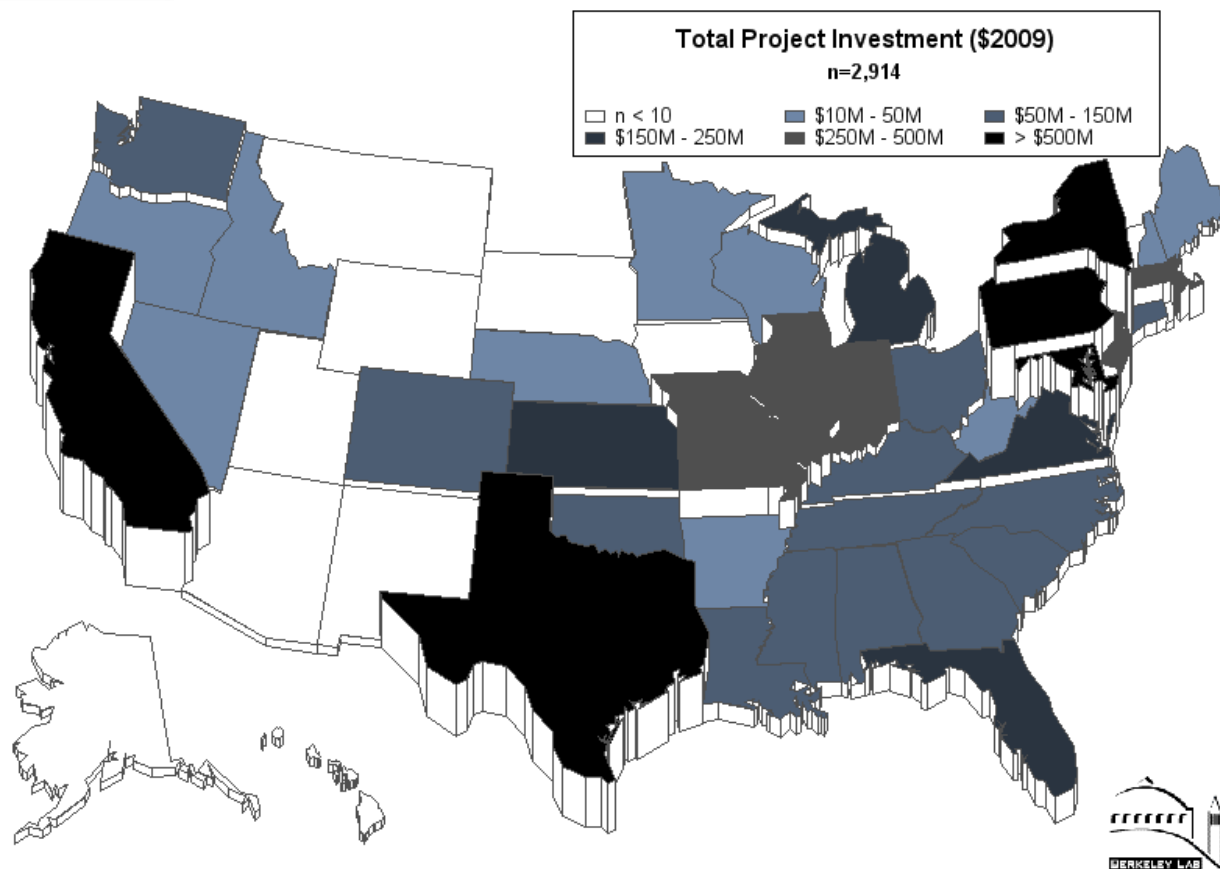 Total Project Investment ($2009)
n=2,914
n < 10 $10M - 50M $50M - 150M
$150M - 250M $250M - 500M > $500M
BERKELEY LAB